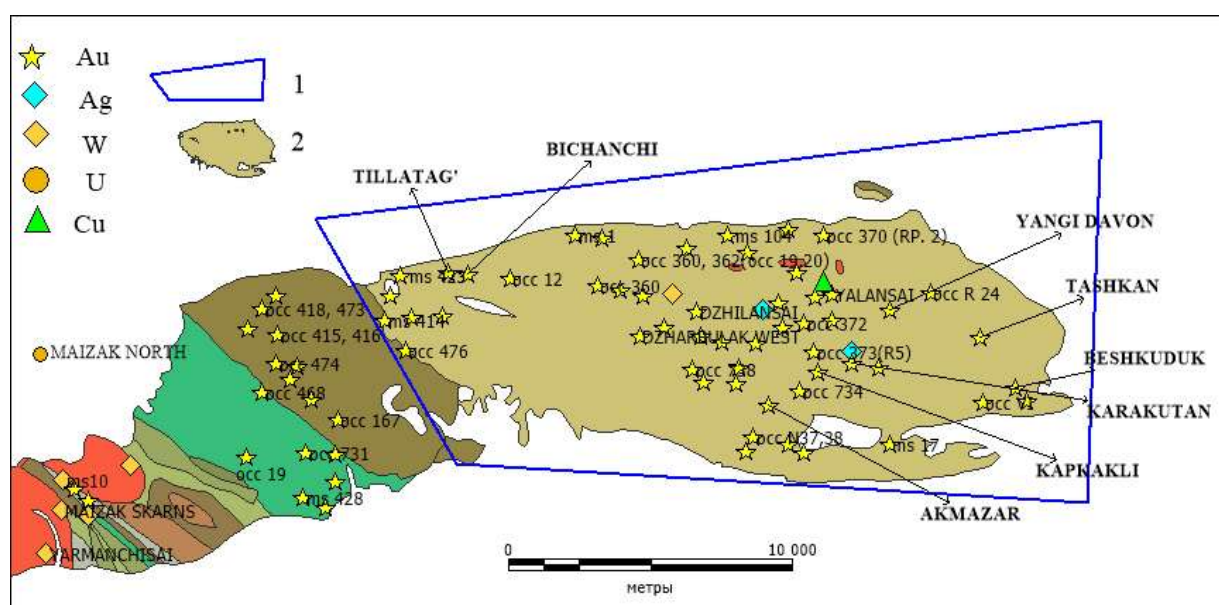 Au
Ag
W
U
Cu
1
2
BICHANCHI
TILLATAG'
YANGI DAVON
TASHKAN
BESHKUDUK
KARAKUTAN
KAPKAKLI
AKMAZAR
ms 1
ms 104
occ 370 (RP. 2)
occ 360, 362(occ 19,20)
ms 423
occ 12
occ 360
YALANSAI
occ R 24
occ 418, 473
DZHILANSAI
ms 414
occ 372
occ 415, 416
DZHARBULAK WEST
occ 476
occ 373(R5)
MAIZAK NORTH
occ 474
occ 738
occ 468
occ 734
occ 167
occ N37,38
ms 17
occ 731
occ 19
ms10
ms 428
MAIZAK SKARNS
YARMANCHISAI
0
10 000
метры